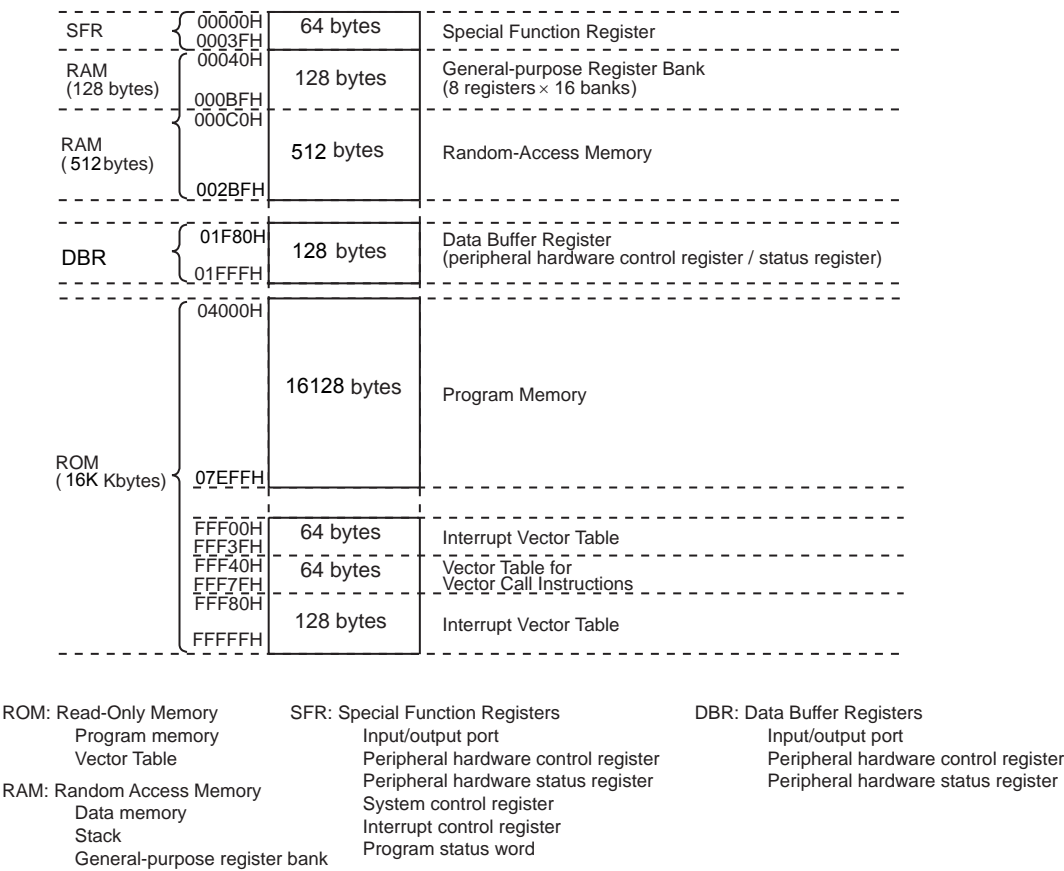 SFR
00000H
0003FH
64 bytes
Special Function Register
RAM
(128 bytes)
00040H
000BFH
128 bytes
General-purpose Register Bank
(8 registers × 16 banks)
RAM
( 512 bytes)
000C0H
002BFH
512 bytes
Random-Access Memory
DBR
01F80H
01FFFH
128 bytes
Data Buffer Register
(peripheral hardware control register / status register)
04000H
16128 bytes
Program Memory
ROM
( 16K Kbytes)
07EFFH
FFF00H
FFF3FH
64 bytes
Interrupt Vector Table
FFF40H
FFF7FH
64 bytes
Vector Table for
Vector Call Instructions
FFF80H
FFFFFH
128 bytes
Interrupt Vector Table
ROM: Read-Only Memory
Program memory
Vector Table
RAM: Random Access Memory
Data memory
Stack
General-purpose register bank
SFR: Special Function Registers
Input/output port
Peripheral hardware control register
Peripheral hardware status register
System control register
Interrupt control register
Program status word
DBR: Data Buffer Registers
Input/output port
Peripheral hardware control register
Peripheral hardware status register